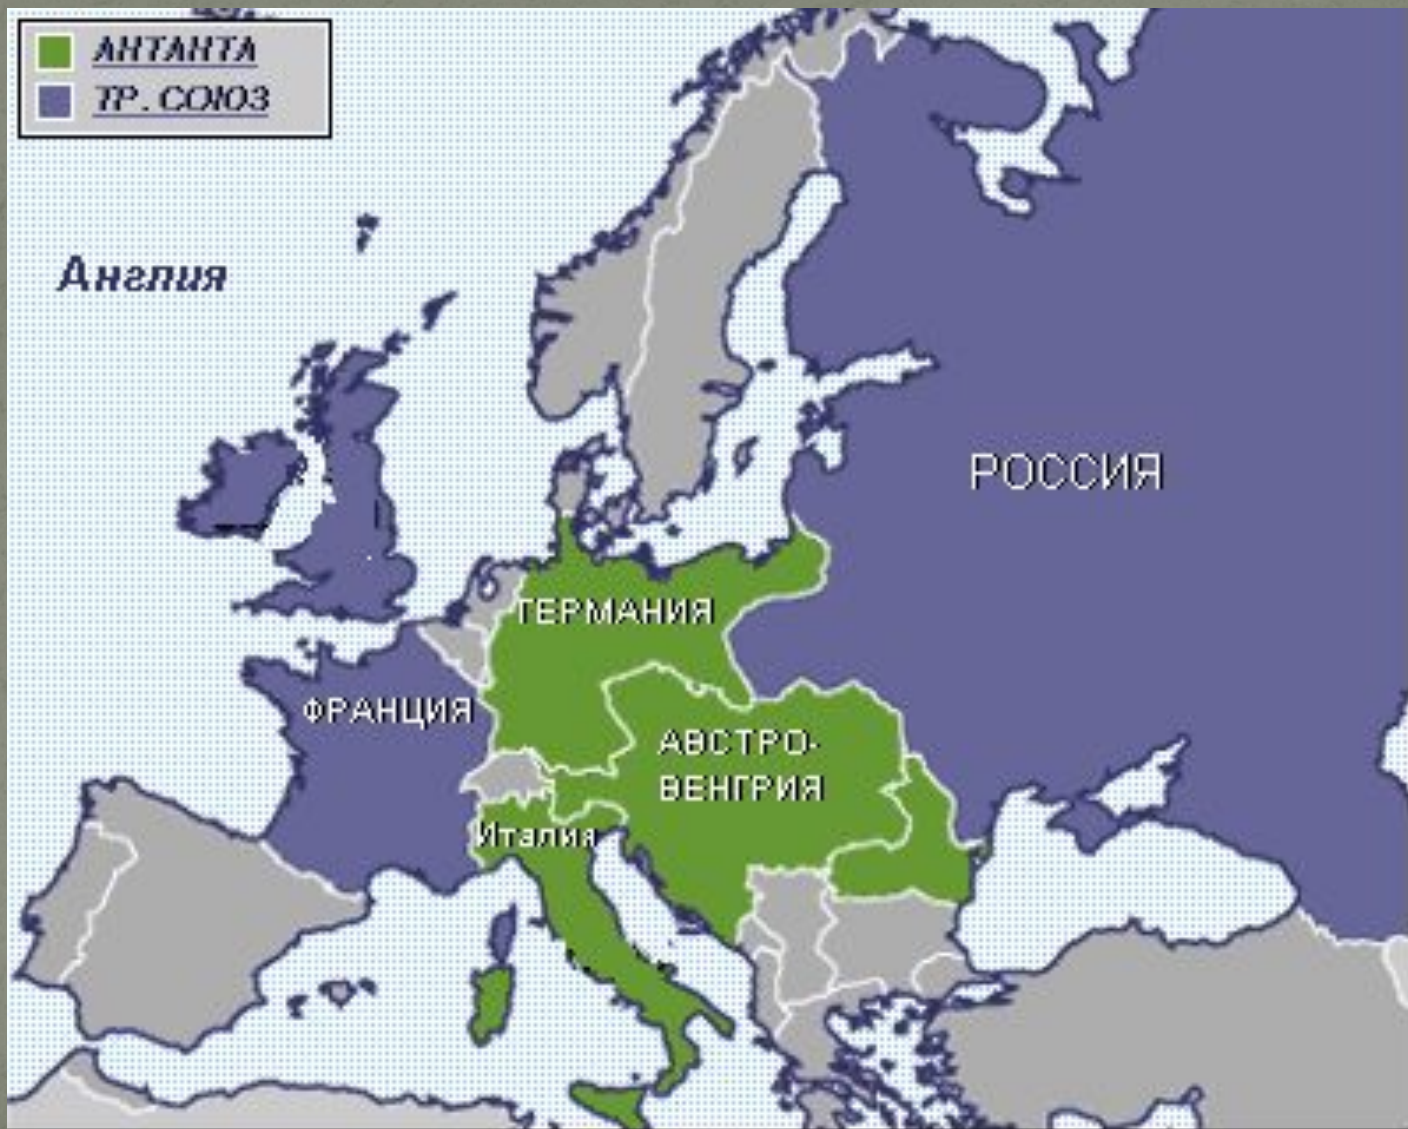 АНТАНТА
ТР. СОЮЗ
Англия
РОССИЯ
ГЕРМАНИЯ
ФРАНЦИЯ
АВСТРО-
ВЕНГРИЯ
Италия